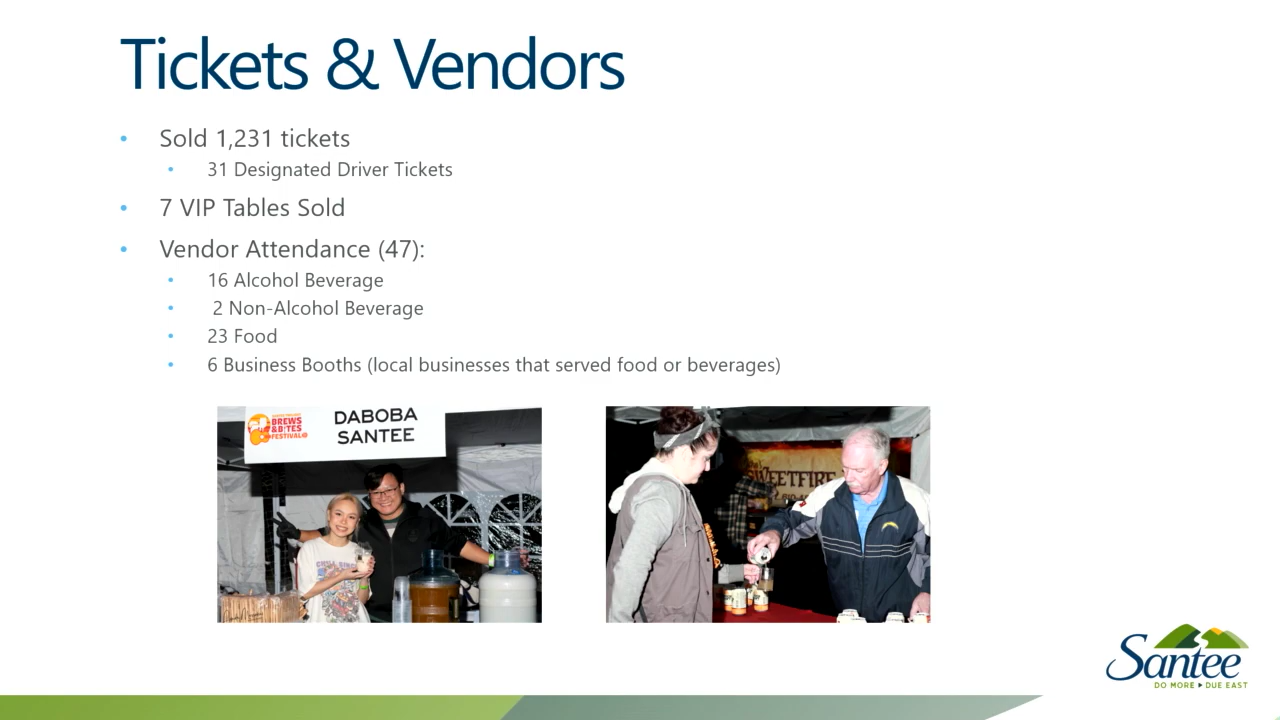 Tickets & Vendors
• Sold 1,231 tickets
• 31 Designated Driver Tickets
• 7 VIP Tables Sold
• Vendor Attendance (47):
• 16 Alcohol Beverage
• 2 Non-Alcohol Beverage
• 23 Food
• 6 Business Booths (local businesses that served food or beverages)
BREWS
& BITES
FESTIVAL
DABOBA
SANTEE
SWEETFIRE
Santee
DO MORE ▸ DUE EAST